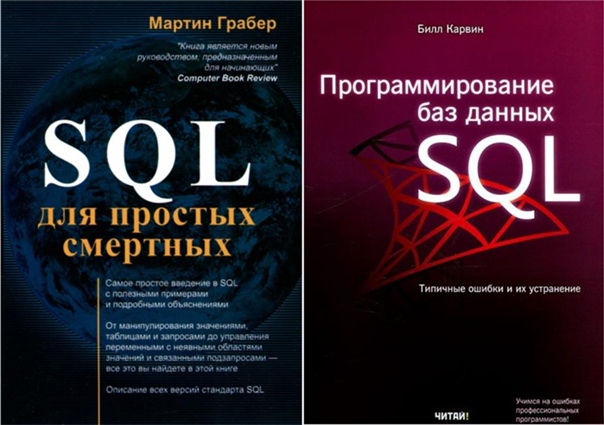 Мартин Грабер
"Книга является новым
руководством, предназначенным
для начинающих"
Computer Book Review
SQL
для простых
смертных
Самое простое введение в SQL
с полезными примерами
и подробными объяснениями
От манипулирования значениями,
таблицами и запросами до управления
переменными с неявными областями
значений и связанными подзапросами —
все это вы найдете в этой книге
Описание всех версий стандарта SQL
Билл Карвин
Программирование
баз данных
SQL
Типичные ошибки и их устранение
ЧИТАЙ!
Учимся на ошибках
профессиональных
программистов!